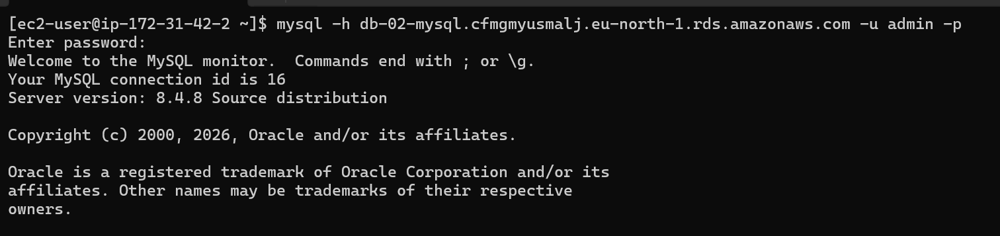 [ec2-user@ip-172-31-42-2 ~]$ mysql -h db-02-mysql.cfmgmyusmalj.eu-north-1.rds.amazonaws.com -u admin -p
Enter password:
Welcome to the MySQL monitor.  Commands end with ; or \g.
Your MySQL connection id is 16
Server version: 8.4.8 Source distribution

Copyright (c) 2000, 2026, Oracle and/or its affiliates.

Oracle is a registered trademark of Oracle Corporation and/or its
affiliates. Other names may be trademarks of their respective
owners.